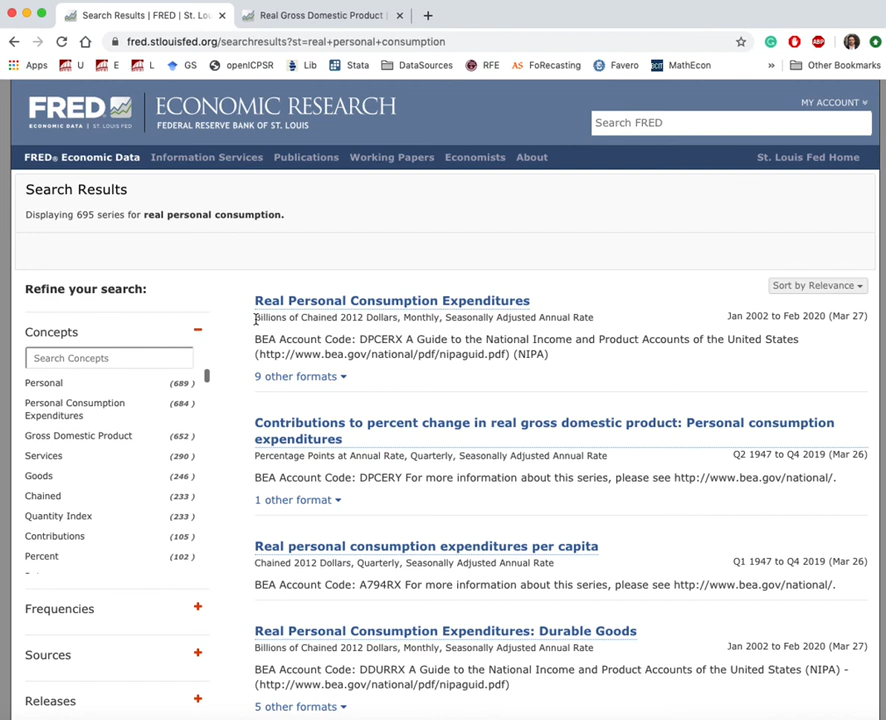 Search Results | FRED | St. Lou
Real Gross Domestic Product |
fred.stlouisfed.org/searchresults?st=real+personal+consumption
Apps U E L GS openICPSR Lib Stata DataSources RFE AS FoRecasting Favero MathEcon » Other Bookmarks
FRED
ECONOMIC DATA | ST. LOUIS FED
ECONOMIC RESEARCH
FEDERAL RESERVE BANK OF ST. LOUIS
MY ACCOUNT
Search FRED
FRED® Economic Data Information Services Publications Working Papers Economists About St. Louis Fed Home
Search Results
Displaying 695 series for real personal consumption.
Refine your search:
Concepts
Search Concepts
Personal (689 )
Personal Consumption (684 )
Expenditures
Gross Domestic Product (652 )
Services (290 )
Goods (246 )
Chained (233 )
Quantity Index (233 )
Contributions (105 )
Percent (102 )
Frequencies
Sources
Releases
Sort by Relevance
Real Personal Consumption Expenditures
Billions of Chained 2012 Dollars, Monthly, Seasonally Adjusted Annual Rate Jan 2002 to Feb 2020 (Mar 27)
BEA Account Code: DPCERX A Guide to the National Income and Product Accounts of the United States
(http://www.bea.gov/national/pdf/nipaguid.pdf) (NIPA)
9 other formats
Contributions to percent change in real gross domestic product: Personal consumption
expenditures
Percentage Points at Annual Rate, Quarterly, Seasonally Adjusted Annual Rate Q2 1947 to Q4 2019 (Mar 26)
BEA Account Code: DPCERY For more information about this series, please see http://www.bea.gov/national/.
1 other format
Real personal consumption expenditures per capita
Chained 2012 Dollars, Quarterly, Seasonally Adjusted Annual Rate Q1 1947 to Q4 2019 (Mar 26)
BEA Account Code: A794RX For more information about this series, please see http://www.bea.gov/national/.
Real Personal Consumption Expenditures: Durable Goods
Billions of Chained 2012 Dollars, Monthly, Seasonally Adjusted Annual Rate Jan 2002 to Feb 2020 (Mar 27)
BEA Account Code: DDURRX A Guide to the National Income and Product Accounts of the United States (NIPA) -
(http://www.bea.gov/national/pdf/nipaguid.pdf)
5 other formats